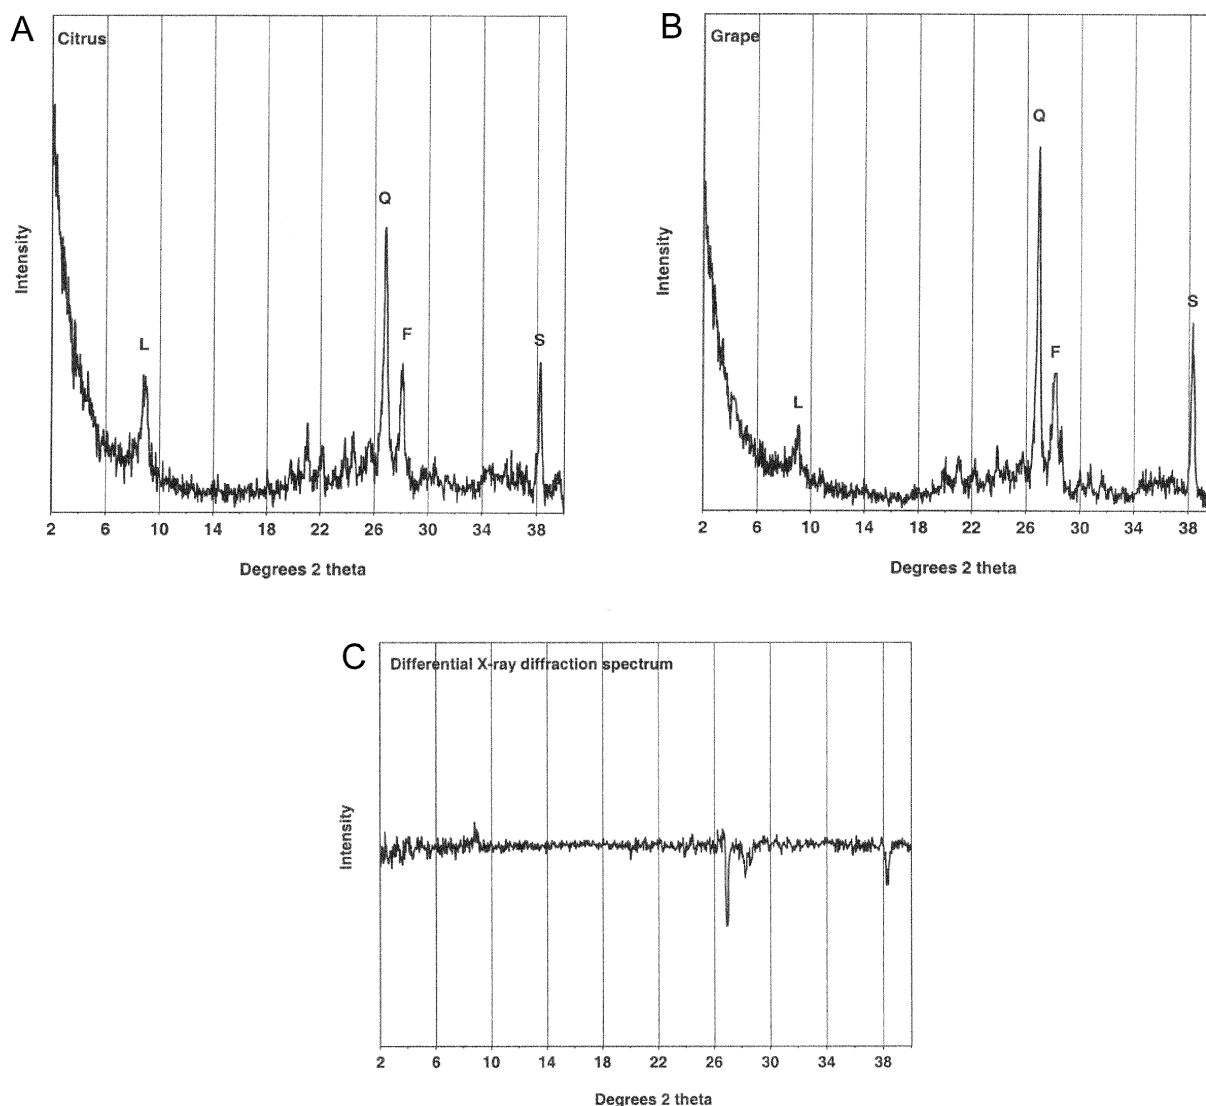 A
Citrus
Intensity
L
Q
F
S
2 6 10 14 18 22 26 30 34 38
Degrees 2 theta
B
Grape
Intensity
L
Q
F
S
2 6 10 14 18 22 26 30 34 38
Degrees 2 theta
C
Differential X-ray diffraction spectrum
Intensity
2 6 10 14 18 22 26 30 34 38
Degrees 2 theta